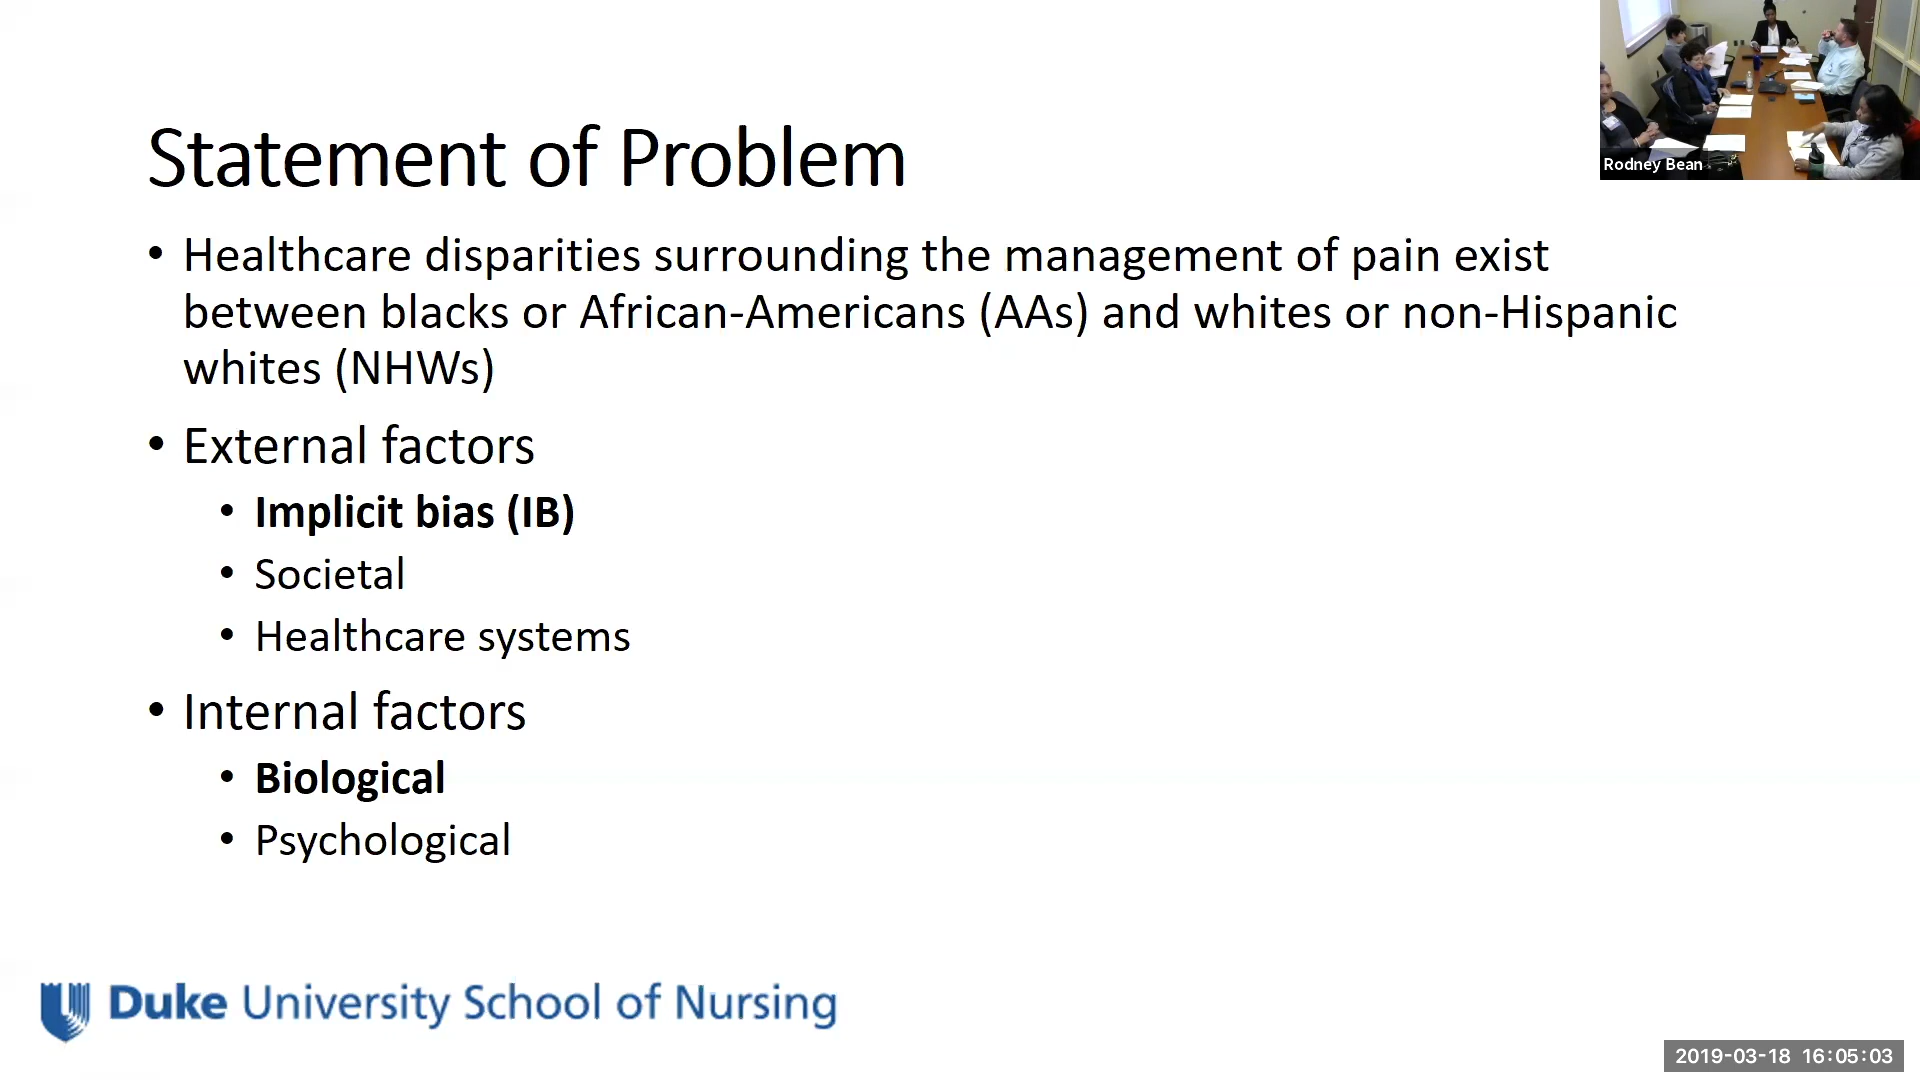 Statement of Problem
Rodney Bean
• Healthcare disparities surrounding the management of pain exist
between blacks or African-Americans (AAs) and whites or non-Hispanic
whites (NHWs)
• External factors
• Implicit bias (IB)
• Societal
• Healthcare systems
• Internal factors
• Biological
• Psychological
Duke University School of Nursing
2019-03-18 16:05:03